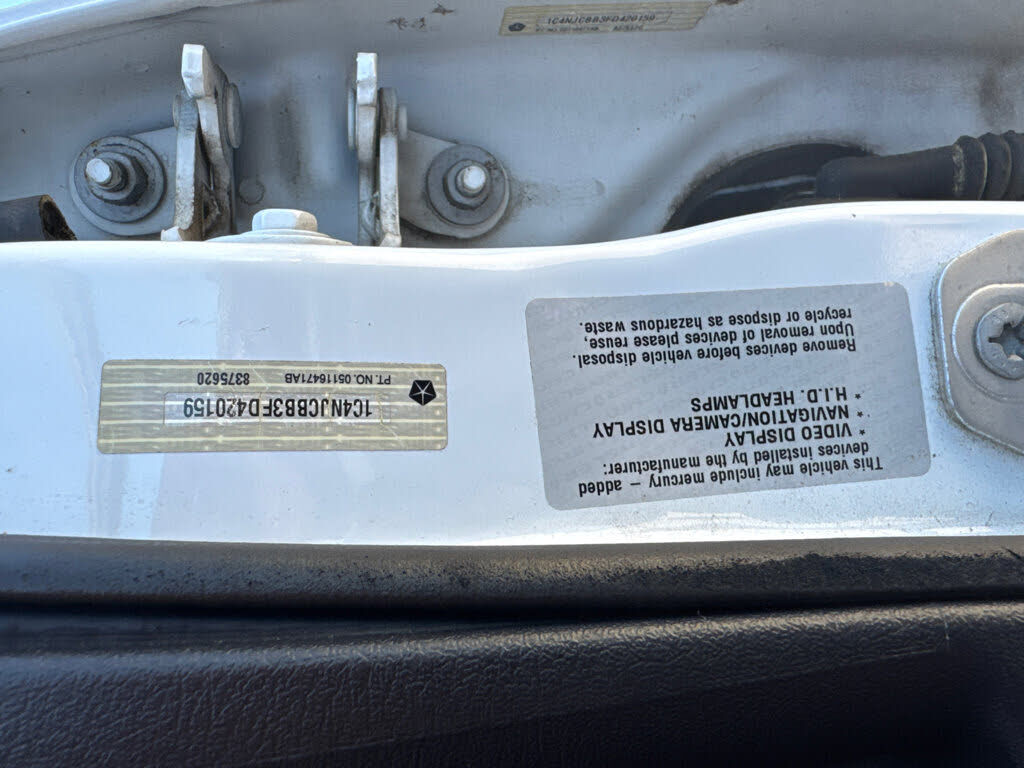 1C4NJCBB3FD420159
PT. NO. 05116471AB
8375620
This vehicle may include mercury — added
devices installed by the manufacturer:
* VIDEO DISPLAY
* NAVIGATION/CAMERA DISPLAY
* H.I.D. HEADLAMPS
Remove devices before vehicle disposal.
Upon removal of devices please reuse,
recycle or dispose as hazardous waste.
1C4NJCBB3FD420159